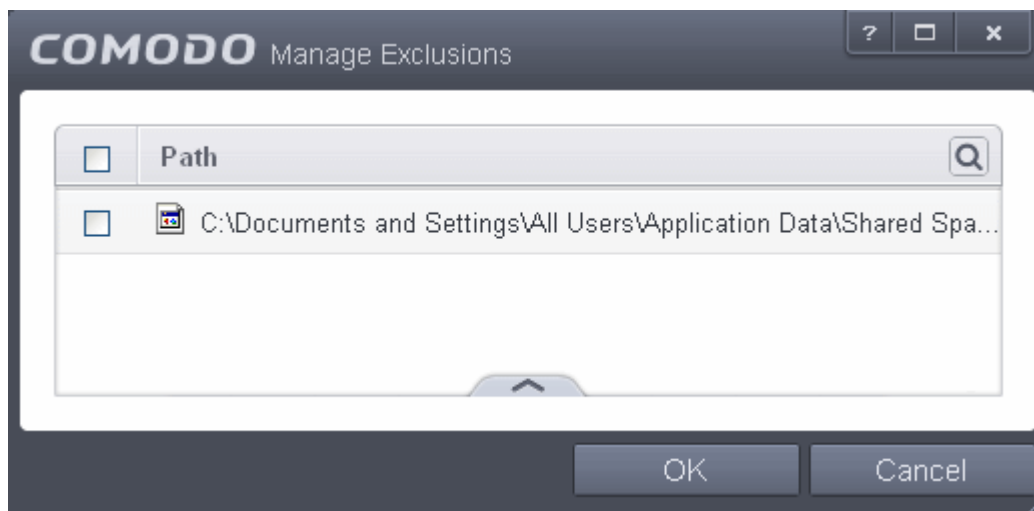 COMODO Manage Exclusions
?
Path
C:\Documents and Settings\All Users\Application Data\Shared Spa...
OK
Cancel